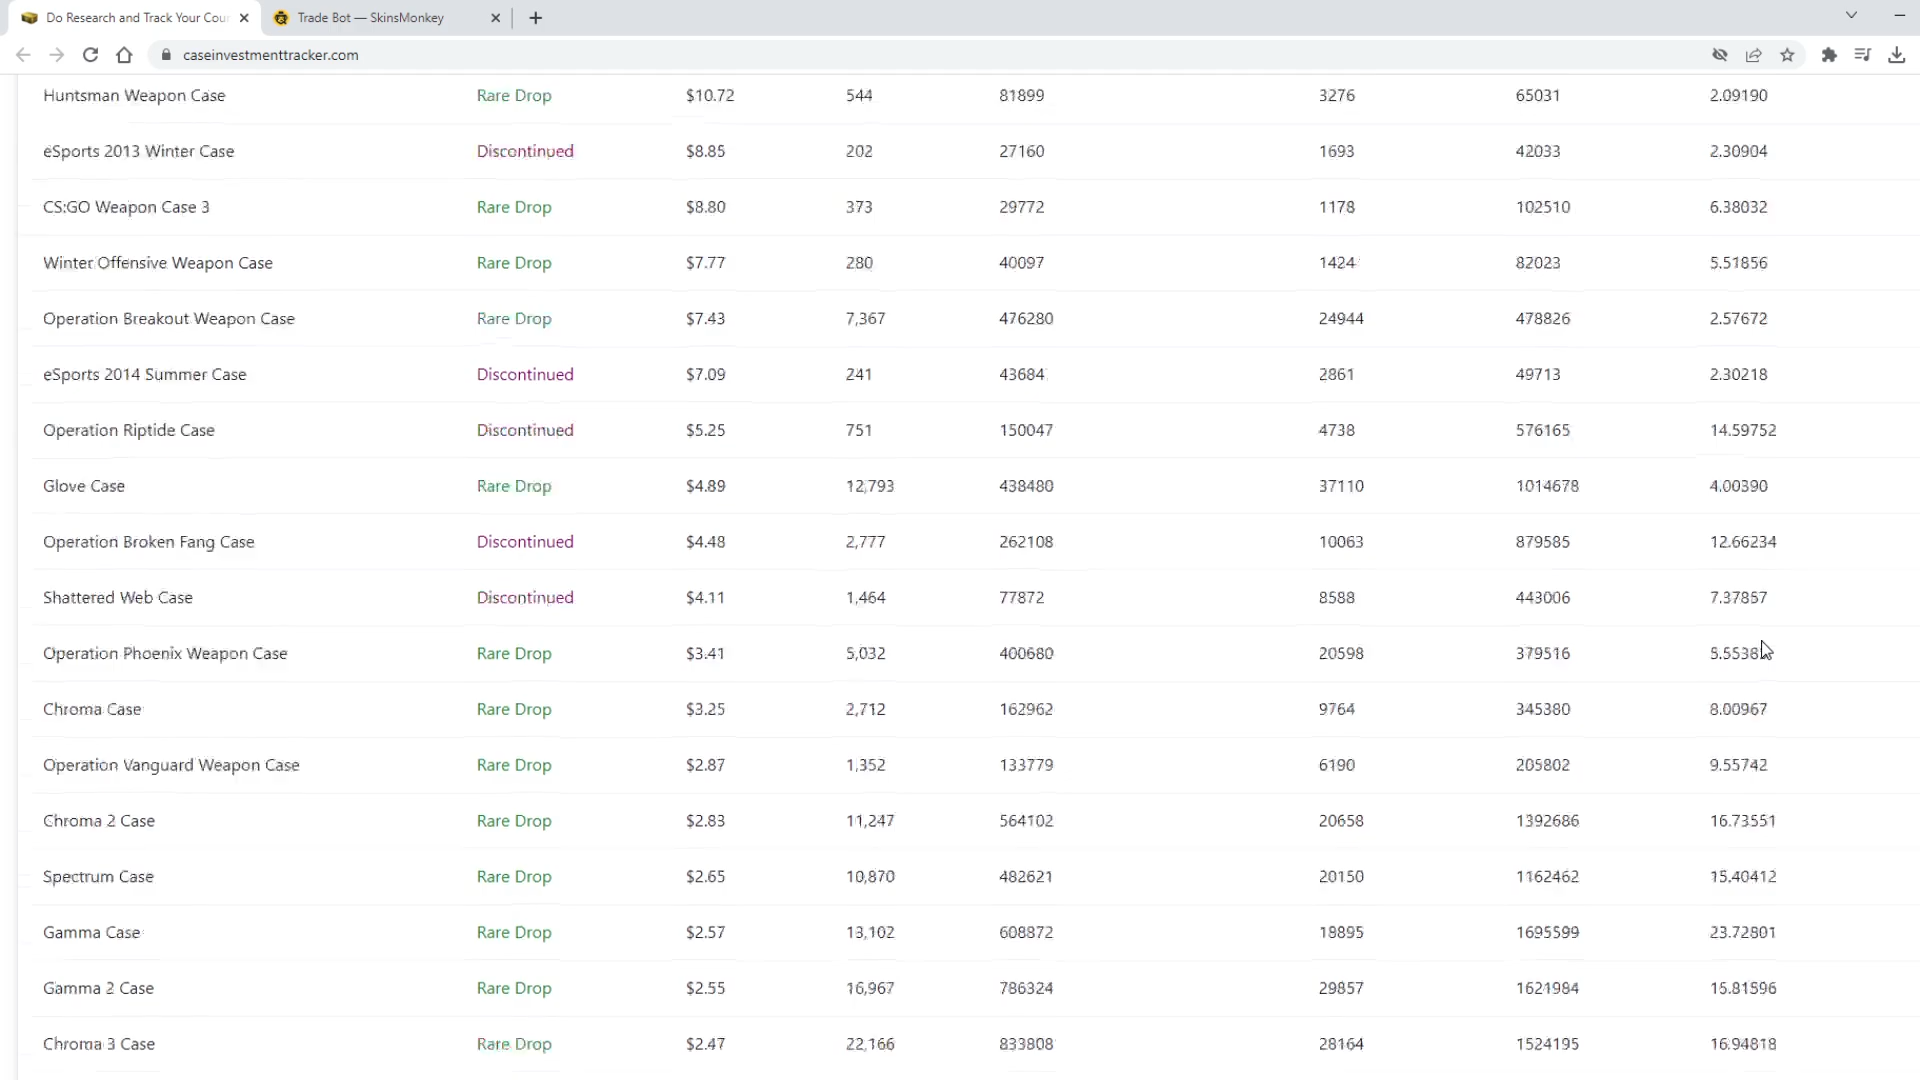 Do Research and Track Your Cou
Trade Bot — SkinsMonkey
caseinvestmenttracker.com
Huntsman Weapon Case Rare Drop $10.72 544 81899 3276 65031 2.09190
eSports 2013 Winter Case Discontinued $8.85 202 27160 1693 42033 2.30904
CS:GO Weapon Case 3 Rare Drop $8.80 373 29772 1178 102510 6.38032
Winter Offensive Weapon Case Rare Drop $7.77 280 40097 1424 82023 5.51856
Operation Breakout Weapon Case Rare Drop $7.43 7,367 476280 24944 478826 2.57672
eSports 2014 Summer Case Discontinued $7.09 241 43684 2861 49713 2.30218
Operation Riptide Case Discontinued $5.25 751 150047 4738 576165 14.59752
Glove Case Rare Drop $4.89 12,793 438480 37110 1014678 4.00390
Operation Broken Fang Case Discontinued $4.48 2,777 262108 10063 879585 12.66234
Shattered Web Case Discontinued $4.11 1,464 77872 8588 443006 7.37857
Operation Phoenix Weapon Case Rare Drop $3.41 5,032 400680 20598 379516
Chroma Case Rare Drop $3.25 2,712 162962 9764 345380 8.00967
Operation Vanguard Weapon Case Rare Drop $2.87 1,352 133779 6190 205802 9.55742
Chroma 2 Case Rare Drop $2.83 11,247 564102 20658 1392686 16.73551
Spectrum Case Rare Drop $2.65 10,870 482621 20150 1162462 15.40412
Gamma Case Rare Drop $2.57 13,102 608872 18895 1695599 23.72801
Gamma 2 Case Rare Drop $2.55 16,967 786324 29857 1621984 15.81596
Chroma 3 Case Rare Drop $2.47 22,166 833808 28164 1524195 16.94818